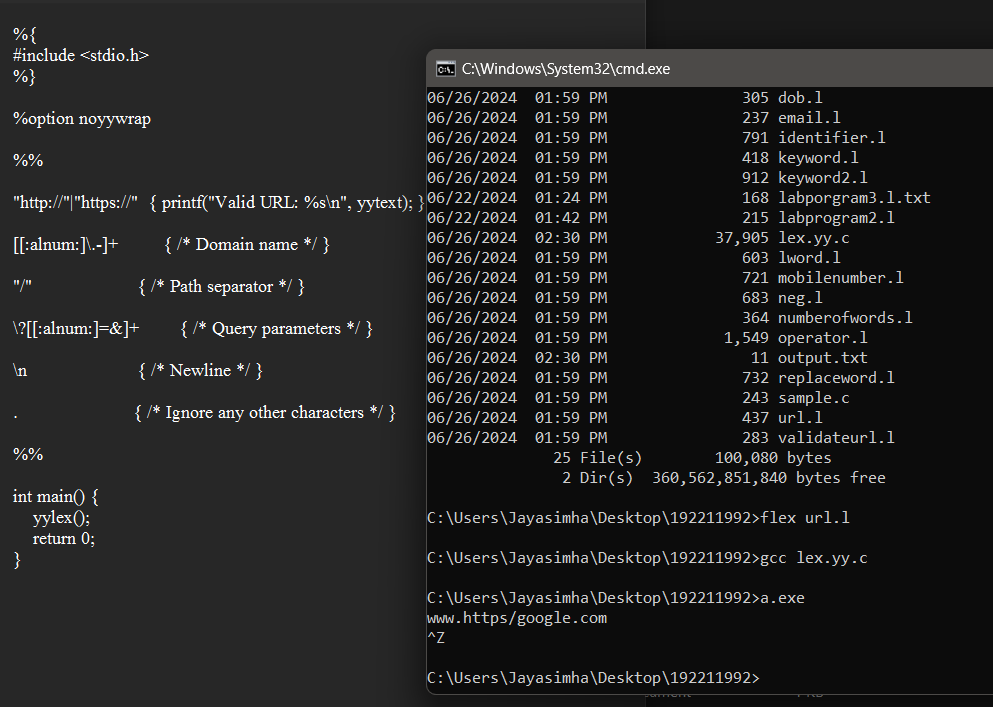 %{
#include <stdio.h>
%}
%option noyywrap
%%
"http://"|"https://" { printf("Valid URL: %s\n", yytext); }
[[:alnum:]\.-]+ { /* Domain name */ }
"/" { /* Path separator */ }
\?[[:alnum:]=&]+ { /* Query parameters */ }
\n { /* Newline */ }
. { /* Ignore any other characters */ }
%%
int main() {
yylex();
return 0;
}
C:\Windows\System32\cmd.exe
06/26/2024 01:59 PM 305 dob.l
06/26/2024 01:59 PM 237 email.l
06/26/2024 01:59 PM 791 identifier.l
06/26/2024 01:59 PM 418 keyword.l
06/26/2024 01:59 PM 912 keyword2.l
06/22/2024 01:24 PM 168 labporgram3.l.txt
06/22/2024 01:42 PM 215 labprogram2.l
06/26/2024 02:30 PM 37,905 lex.yy.c
06/26/2024 01:59 PM 603 lword.l
06/26/2024 01:59 PM 721 mobilenumber.l
06/26/2024 01:59 PM 683 neg.l
06/26/2024 01:59 PM 364 numberofwords.l
06/26/2024 01:59 PM 1,549 operator.l
06/26/2024 02:30 PM 11 output.txt
06/26/2024 01:59 PM 732 replaceword.l
06/26/2024 01:59 PM 243 sample.c
06/26/2024 01:59 PM 437 url.l
06/26/2024 01:59 PM 283 validateurl.l
25 File(s) 100,080 bytes
2 Dir(s) 360,562,851,840 bytes free
C:\Users\Jayasimha\Desktop\192211992>flex url.l
C:\Users\Jayasimha\Desktop\192211992>gcc lex.yy.c
C:\Users\Jayasimha\Desktop\192211992>a.exe
www.https/google.com
^Z
C:\Users\Jayasimha\Desktop\192211992>